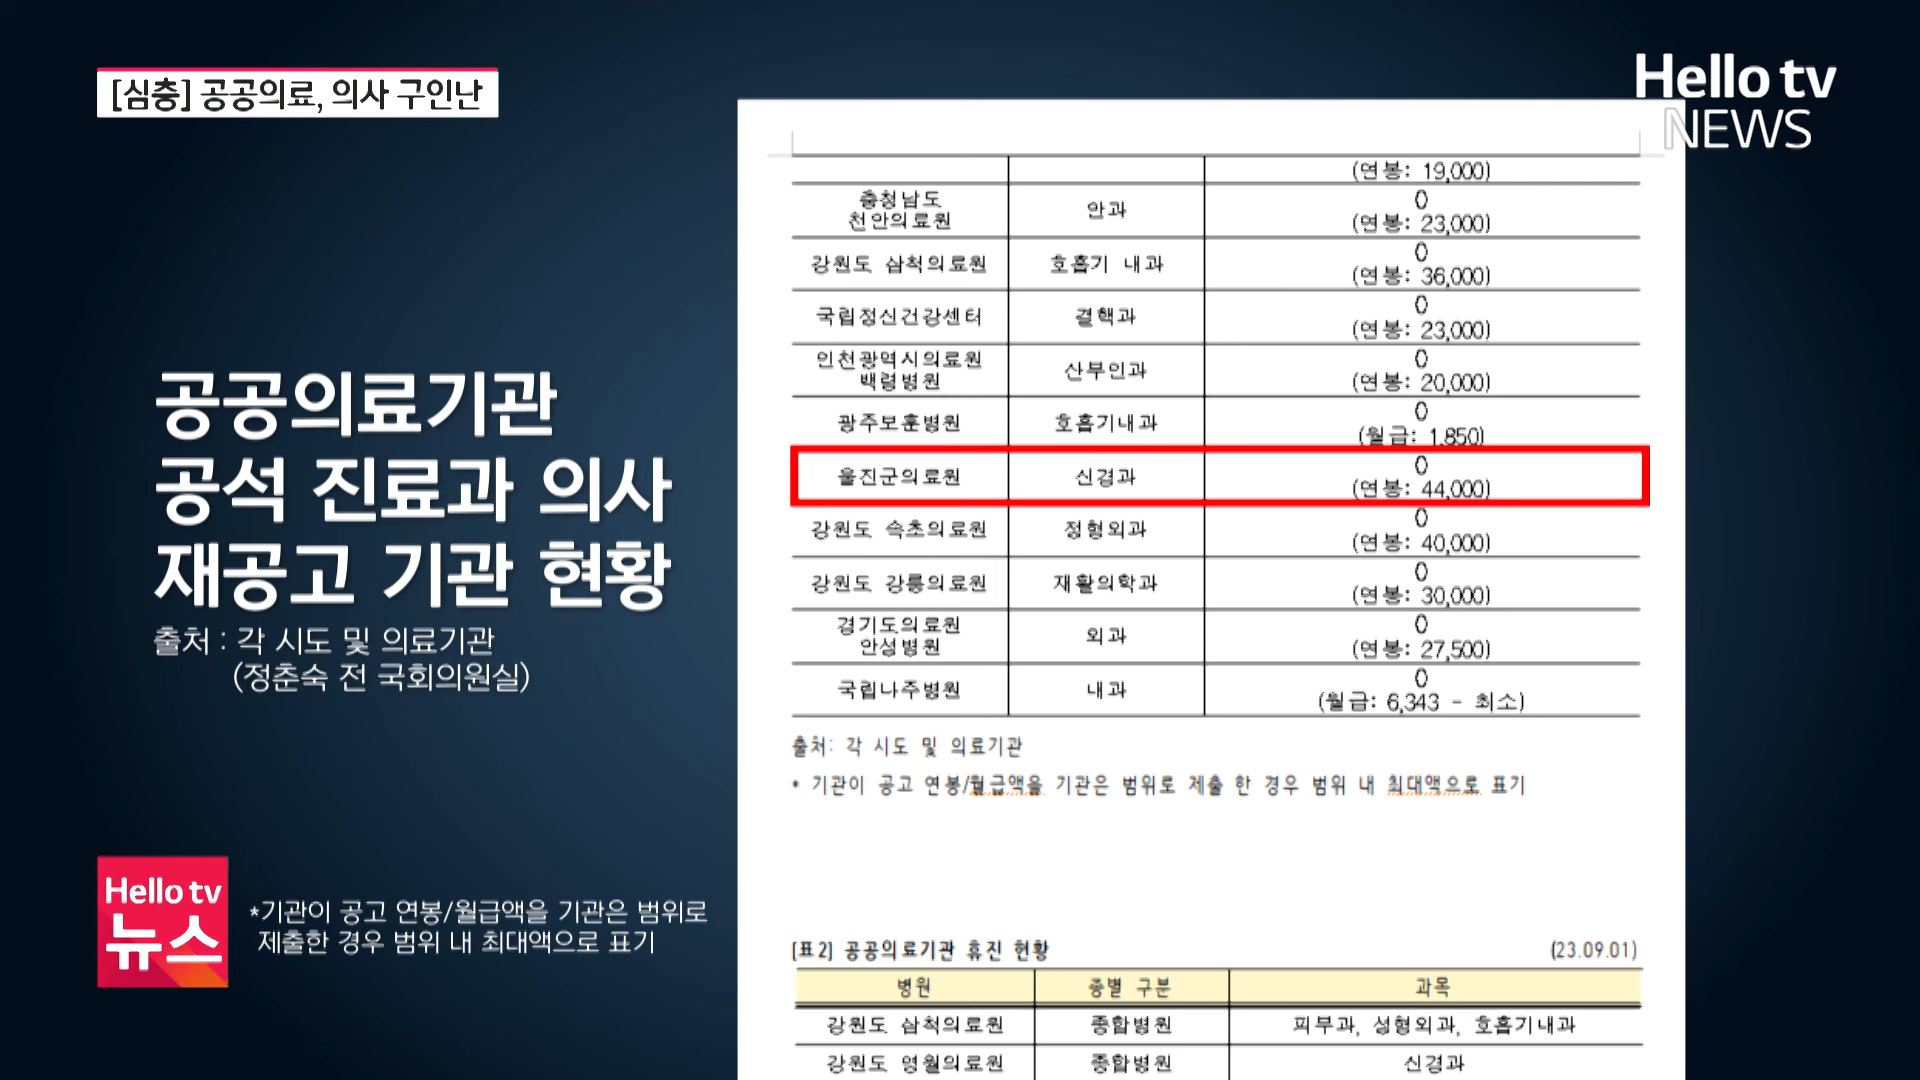 [심층] 공공의료, 의사 구인난
Hello tv
NEWS
공공의료기관
공석 진료과 의사
재공고 기관 현황
출처 : 각 시도 및 의료기관
(정춘숙 전 국회의원실)
(연봉: 19,000)
충청남도
천안의료원
안과
0
(연봉: 23,000)
강원도 삼척의료원
호흡기 내과
0
(연봉: 36,000)
국립정신건강센터
결핵과
0
(연봉: 23,000)
인천광역시의료원
백령병원
산부인과
0
(연봉: 20,000)
광주보훈병원
호흡기내과
0
(월급: 1,850)
울진군의료원
신경과
0
(연봉: 44,000)
강원도 속초의료원
정형외과
0
(연봉: 40,000)
강원도 강릉의료원
재활의학과
0
(연봉: 30,000)
경기도의료원
안성병원
외과
0
(연봉: 27,500)
국립나주병원
내과
0
(월급: 6,343 - 최소)
출처: 각 시도 및 의료기관
* 기관이 공고 연봉/월급액을 기관은 범위로 제출 한 경우 범위 내 최대액으로 표기
[표2] 공공의료기관 휴진 현황
(23.09.01)
병원
종별 구분
과목
강원도 삼척의료원
종합병원
피부과, 성형외과, 호흡기내과
강원도 영월의료원
종합병원
신경과
Hello tv
뉴스
*기관이 공고 연봉/월급액을 기관은 범위로
제출한 경우 범위 내 최대액으로 표기